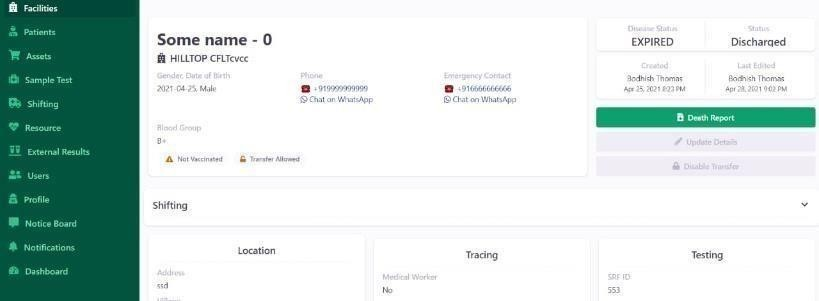 Facilities
Patients
Assets
Sample Test
Shifting
Resource
External Results
Users
Profile
Notice Board
Notifications
Dashboard
Some name - 0
HILLTOP CFLTcvcc
Gender, Date of Birth
2021-04-25, Male
Phone
+919999999999
Chat on WhatsApp
Emergency Contact
+916666666666
Chat on WhatsApp
Blood Group
B+
Not Vaccinated
Transfer Allowed
Disease Status
EXPIRED
Status
Discharged
Created
Bodhish Thomas
Apr 25, 2021 8:23 PM
Last Edited
Bodhish Thomas
Apr 28, 2021 9:02 PM
Death Report
Update Details
Disable Transfer
Shifting
Location
Address
ssd
Tracing
Medical Worker
No
Testing
SRF ID
553